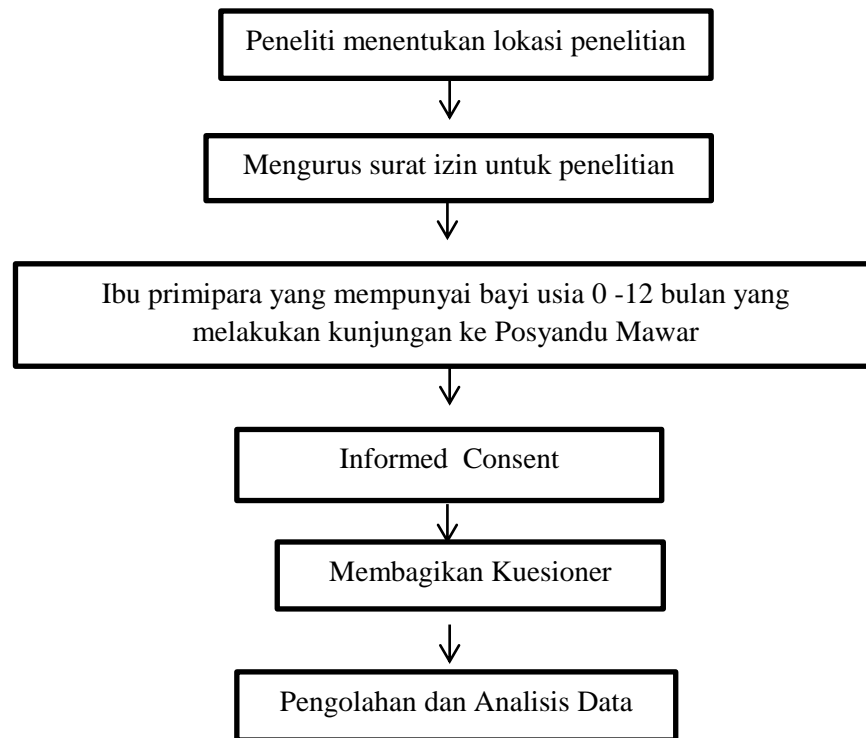 Peneliti menentukan lokasi penelitian
Mengurus surat izin untuk penelitian
Ibu primipara yang mempunyai bayi usia 0 -12 bulan yang
melakukan kunjungan ke Posyandu Mawar
Informed  Consent
Membagikan Kuesioner
Pengolahan dan Analisis Data